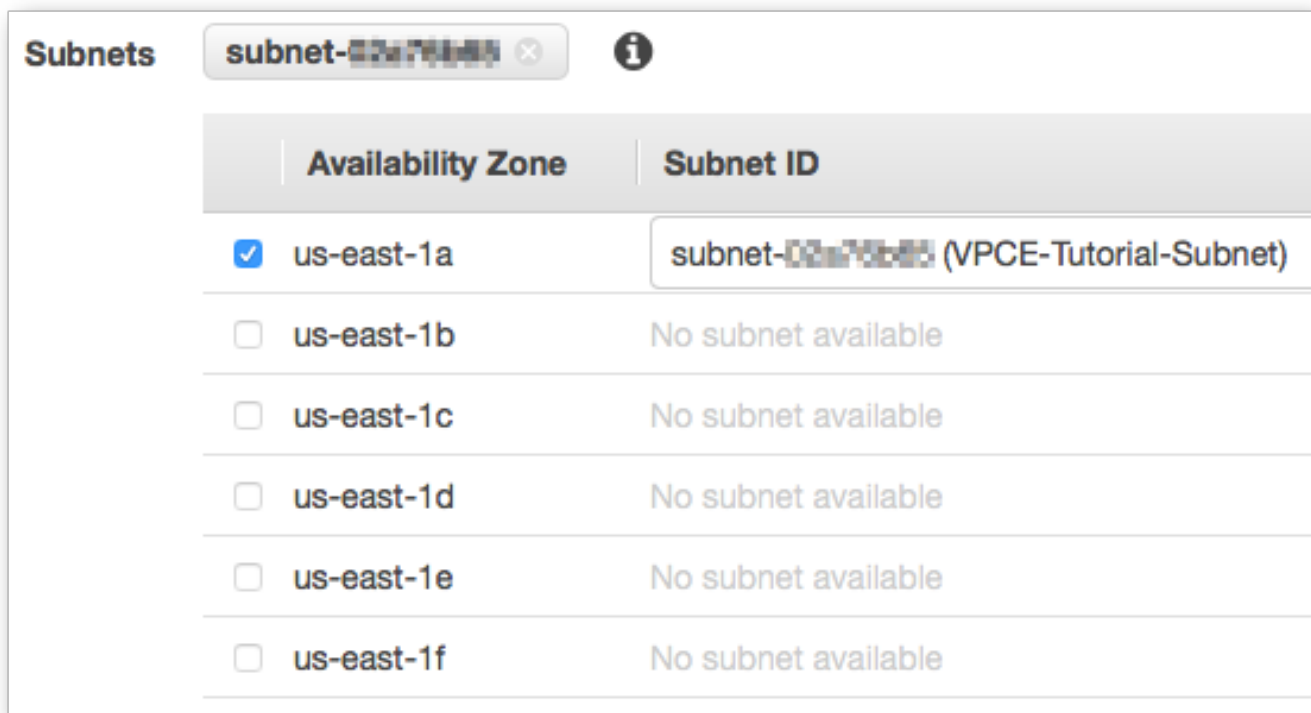 Subnets subnet-
Availability Zone Subnet ID
us-east-1a subnet- (VPCE-Tutorial-Subnet)
us-east-1b No subnet available
us-east-1c No subnet available
us-east-1d No subnet available
us-east-1e No subnet available
us-east-1f No subnet available